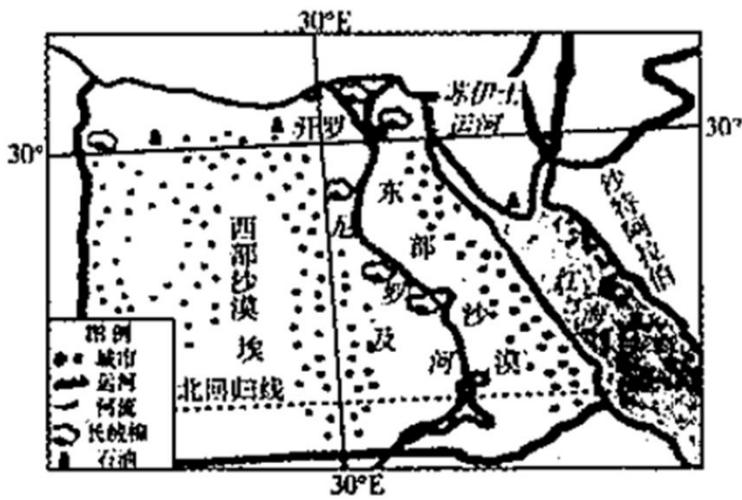 30°E
苏伊士
运河
开罗
30°
30°
沙特阿拉伯
东部沙漠
西部沙漠
尼罗河
红海
埃及
北回归线
图例
城市
运河
河流
长绒棉
石油
30°E